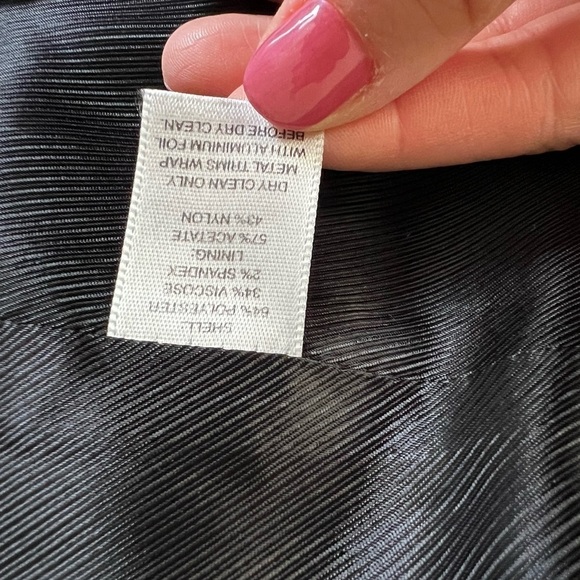 SHELL:
64% POLYESTER
34% VISCOSE
2% SPANDEX
LINING:
57% ACETATE
43% NYLON
DRY CLEAN ONLY
METAL TRIMS WRAP
WITH ALUMINIUM FOIL
BEFORE DRY CLEAN